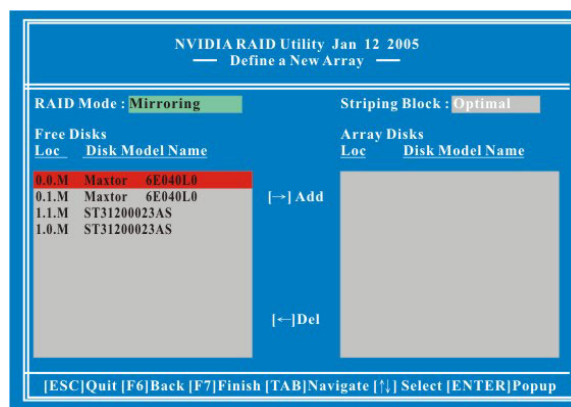 NVIDIA RAID Utility Jan 12 2005
— Define a New Array —
RAID Mode : Mirroring
Striping Block : Optimal
Free Disks
Loc Disk Model Name
Array Disks
Loc Disk Model Name
0.0.M Maxtor 6E040L0
0.1.M Maxtor 6E040L0
1.1.M ST31200023AS
1.0.M ST31200023AS
[→] Add
[←]Del
[ESC]Quit [F6]Back [F7]Finish [TAB]Navigate [↑↓] Select [ENTER]Popup